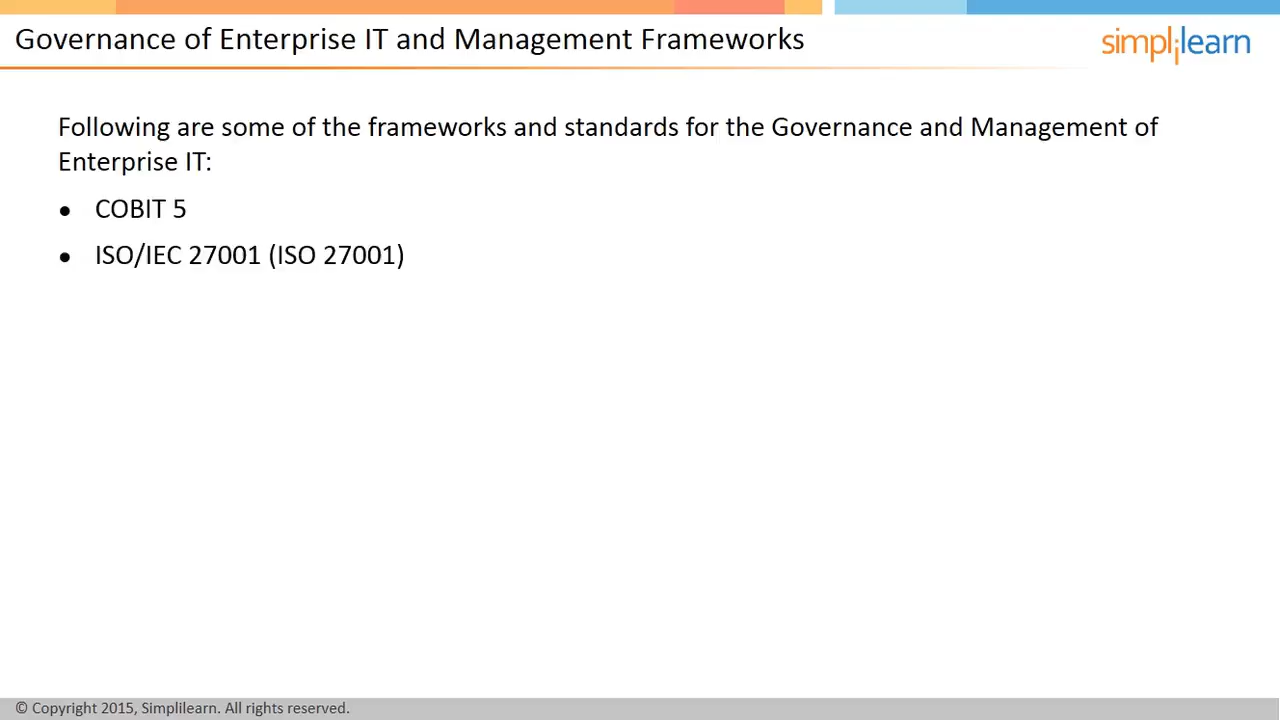 Governance of Enterprise IT and Management Frameworks
simplilearn
Following are some of the frameworks and standards for the Governance and Management of
Enterprise IT:
• COBIT 5
• ISO/IEC 27001 (ISO 27001)
© Copyright 2015, Simplilearn. All rights reserved.